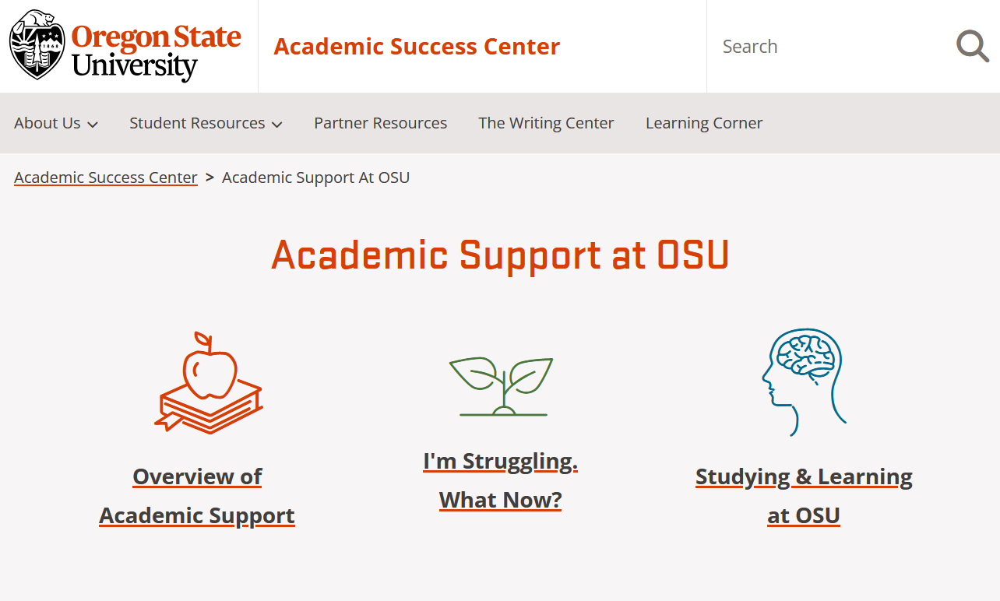 Oregon State
University
1868
Academic Success Center
Search
About Us
Student Resources
Partner Resources
The Writing Center
Learning Corner
Academic Success Center > Academic Support At OSU
Academic Support at OSU
Overview of
Academic Support
I'm Struggling.
What Now?
Studying & Learning
at OSU